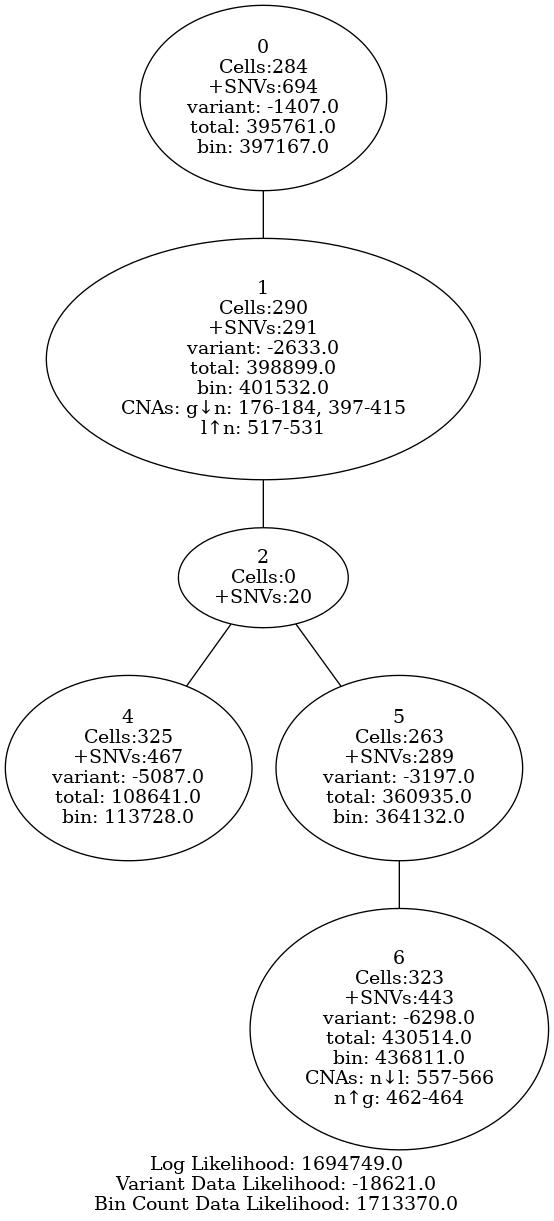 0
Cells:284
+SNVs:694
variant: -1407.0
total: 395761.0
bin: 397167.0
1
Cells:290
+SNVs:291
variant: -2633.0
total: 398899.0
bin: 401532.0
CNAs: g↓n: 176-184, 397-415
l↑n: 517-531
2
Cells:0
+SNVs:20
4
Cells:325
+SNVs:467
variant: -5087.0
total: 108641.0
bin: 113728.0
5
Cells:263
+SNVs:289
variant: -3197.0
total: 360935.0
bin: 364132.0
6
Cells:323
+SNVs:443
variant: -6298.0
total: 430514.0
bin: 436811.0
CNAs: n↓l: 557-566
n↑g: 462-464
Log Likelihood: 1694749.0
Variant Data Likelihood: -18621.0
Bin Count Data Likelihood: 1713370.0